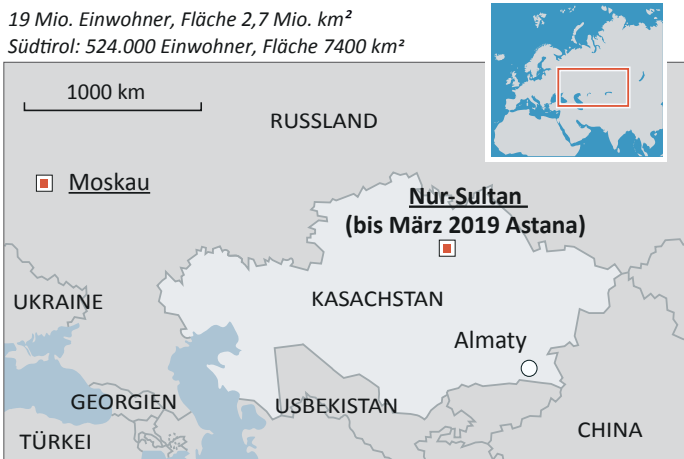 19 Mio. Einwohner, Fläche 2,7 Mio. km²
Südtirol: 524.000 Einwohner, Fläche 7400 km²
1000 km
RUSSLAND
Moskau
Nur-Sultan
(bis März 2019 Astana)
UKRAINE
KASACHSTAN
Almaty
GEORGIEN
USBEKISTAN
TÜRKEI
CHINA